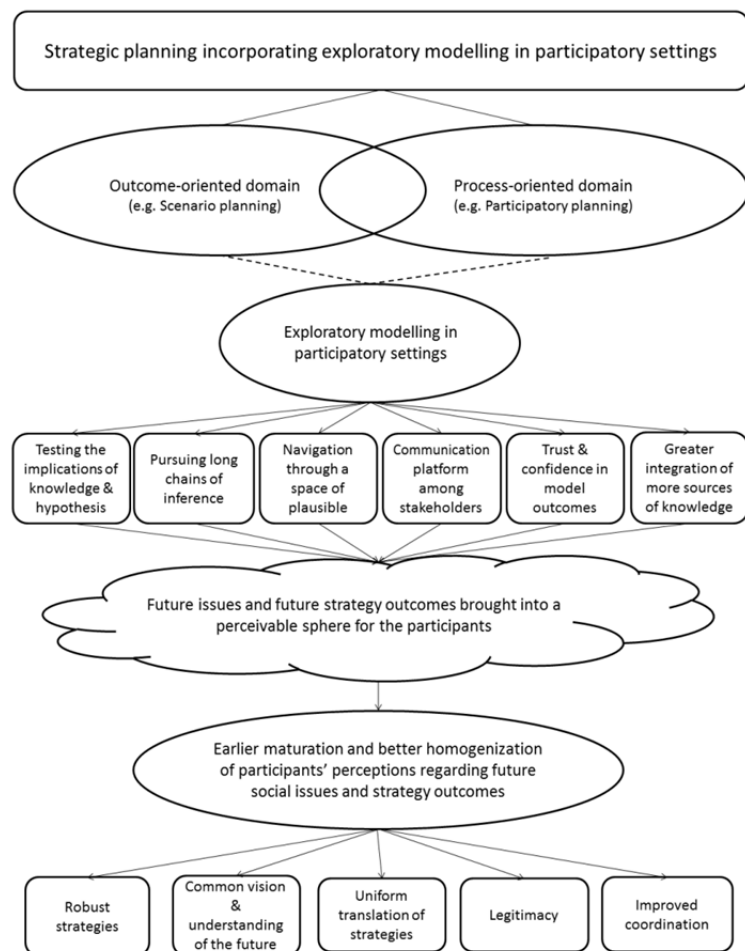 Strategic planning incorporating exploratory modelling in participatory settings
Outcome-oriented domain
(e.g. Scenario planning)
Process-oriented domain
(e.g. Participatory planning)
Exploratory modelling in
participatory settings
Testing the
implications of
knowledge &
hypothesis
Pursuing long
chains of
inference
Navigation
through a
space of
plausible
Communication
platform
among
stakeholders
Trust &
confidence in
model
outcomes
Greater
integration of
more sources
of knowledge
Future issues and future strategy outcomes brought into a
perceivable sphere for the participants
Earlier maturation and better homogenization
of participants' perceptions regarding future
social issues and strategy outcomes
Robust
strategies
Common vision
&
understanding
of the future
Uniform
translation of
strategies
Legitimacy
Improved
coordination